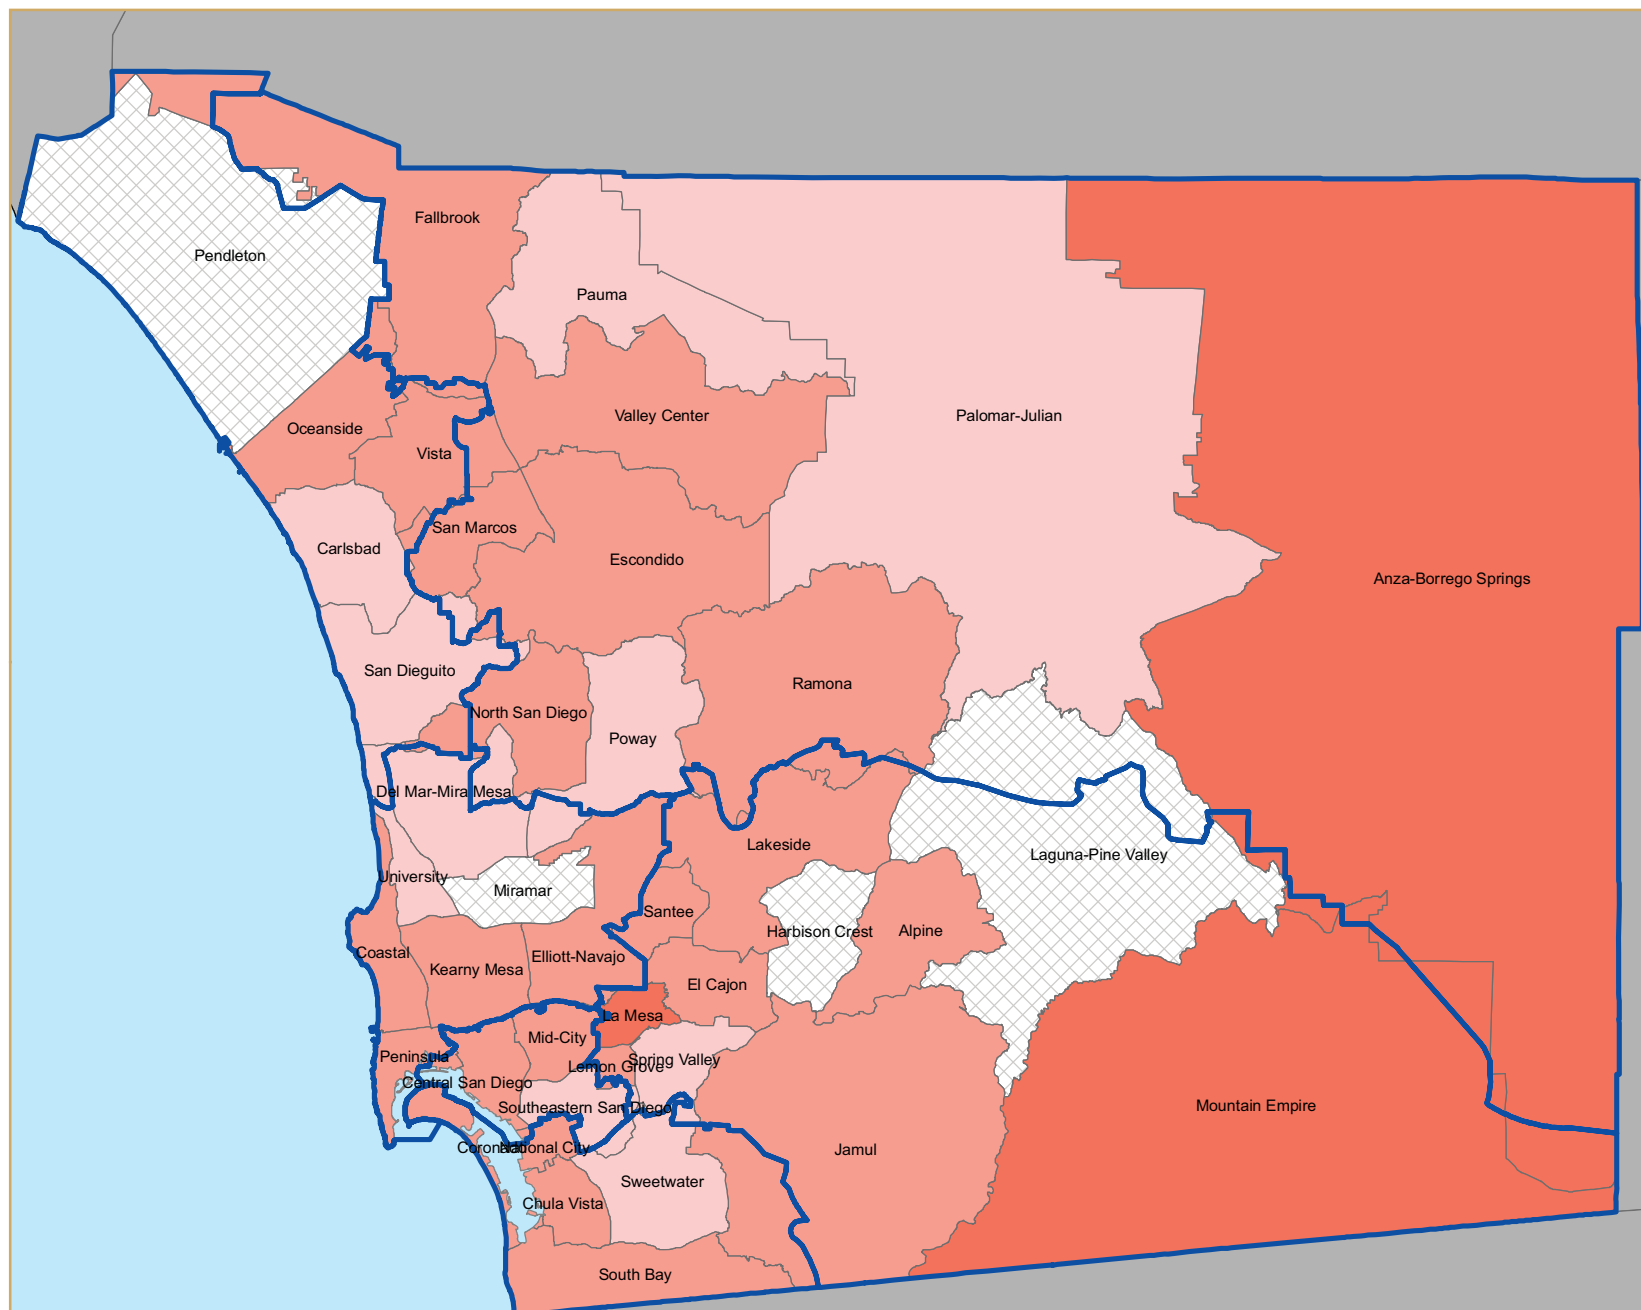 Fallbrook
Pendleton
Pauma
Valley Center
Palomar-Julian
Oceanside
Vista
San Marcos
Carlsbad
Escondido
Anza-Borrego Springs
San Dieguito
Ramona
North San Diego
Poway
Del Mar-Mira Mesa
Lakeside
Laguna-Pine Valley
University
Miramar
Santee
Harbison Crest
Alpine
Coastal
Elliott-Navajo
Kearny Mesa
El Cajon
La Mesa
Mid-City
Peninsula
Lemon Grove
Spring Valley
Central San Diego
Southeastern San Diego
Mountain Empire
Coronado
National City
Jamul
Sweetwater
Chula Vista
South Bay